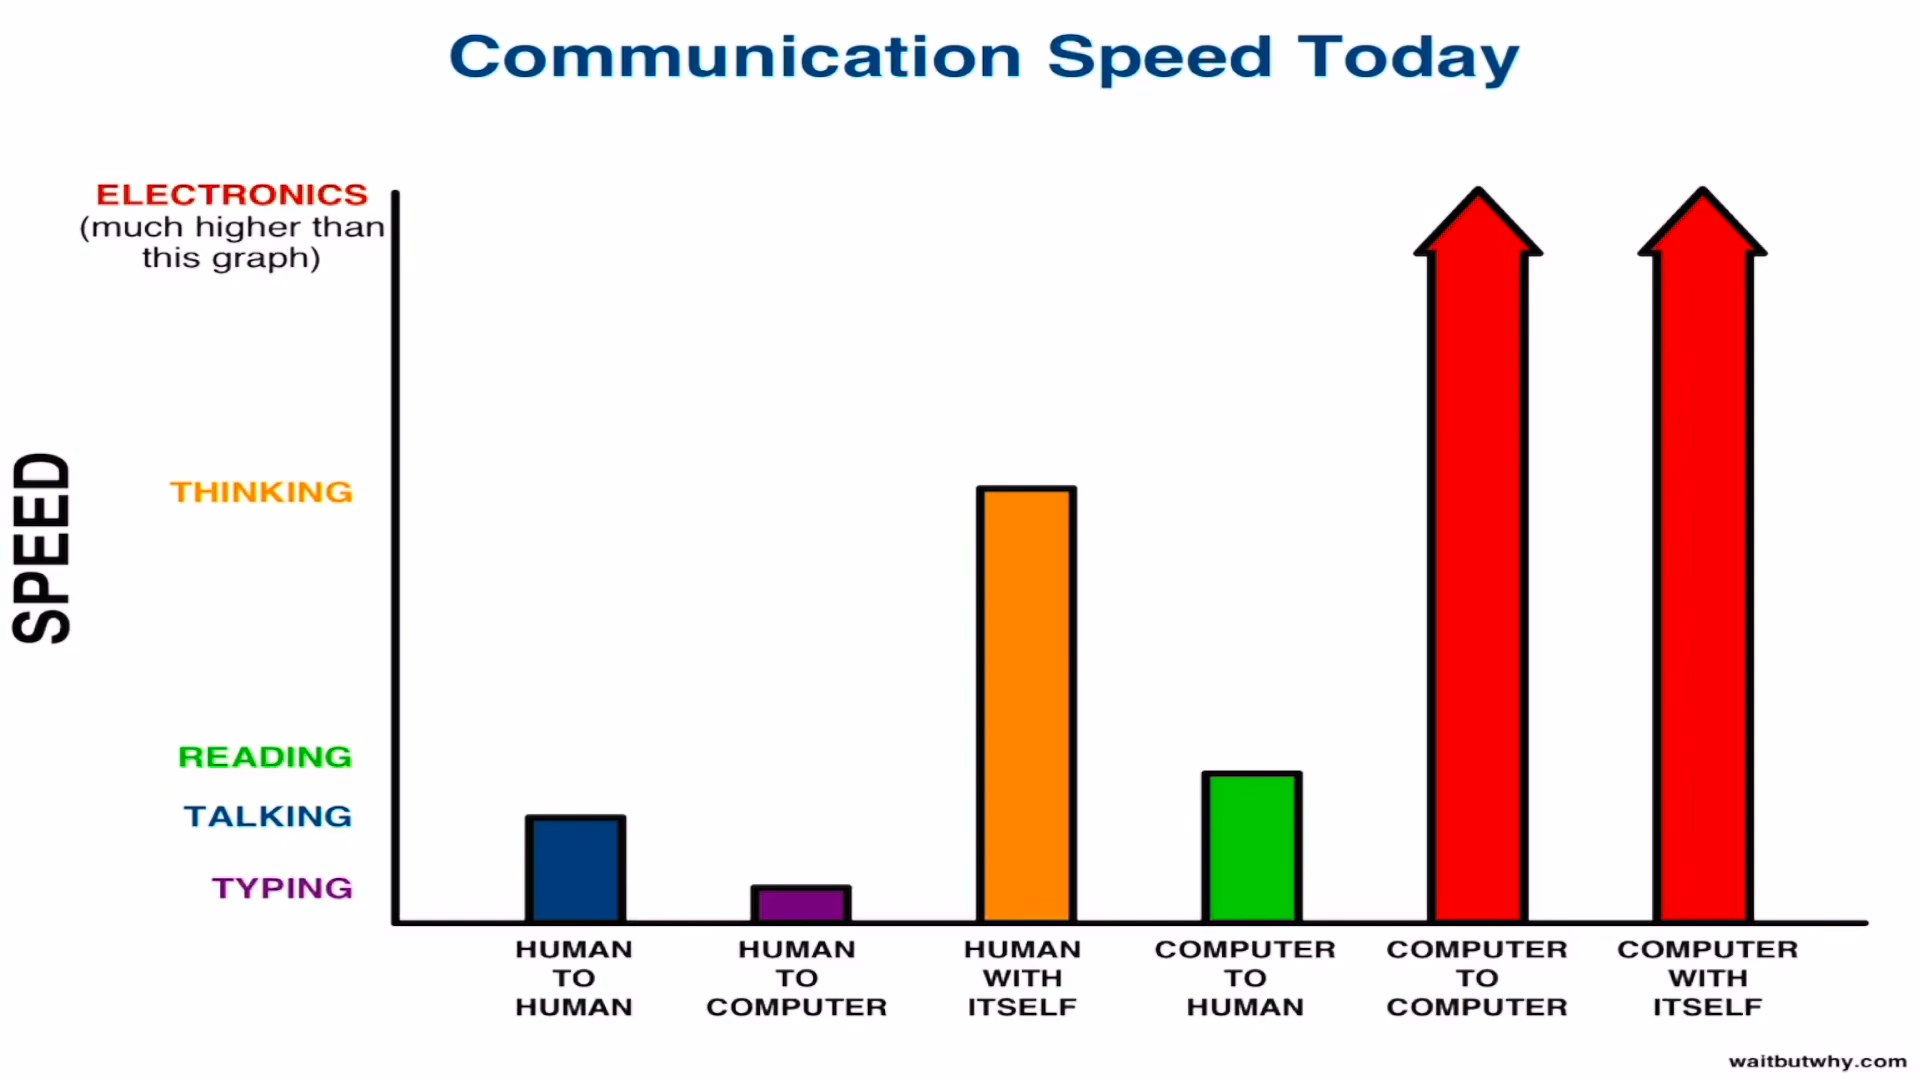 Communication Speed Today
ELECTRONICS
(much higher than
this graph)
THINKING
READING
TALKING
TYPING
SPEED
HUMAN
TO
HUMAN
HUMAN
TO
COMPUTER
HUMAN
WITH
ITSELF
COMPUTER
TO
HUMAN
COMPUTER
TO
COMPUTER
COMPUTER
WITH
ITSELF
waitbutwhy.com